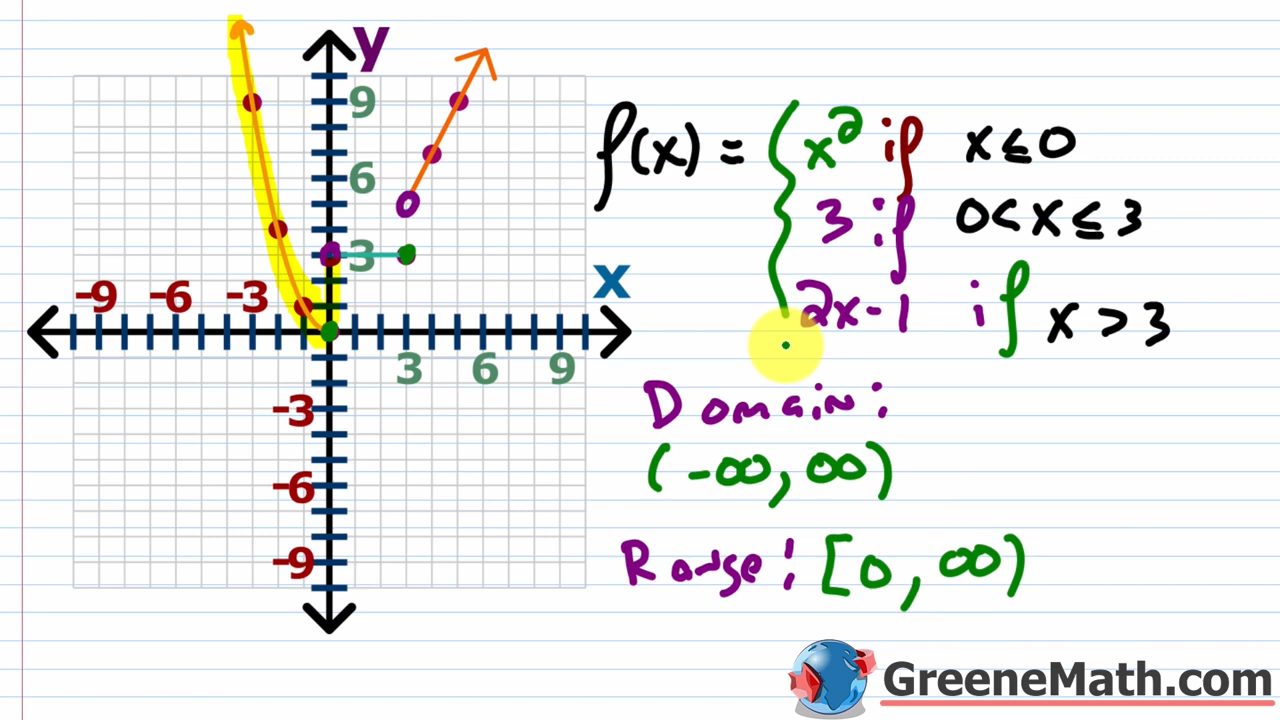 y
9
6
3
x
-9 -6 -3
3 6 9
-3
-6
-9
f(x) = { x² if x ≤ 0
3 if 0 < x ≤ 3
2x-1 if x > 3
Domain:
(-∞, ∞)
Range: [0, ∞)
GreeneMath.com